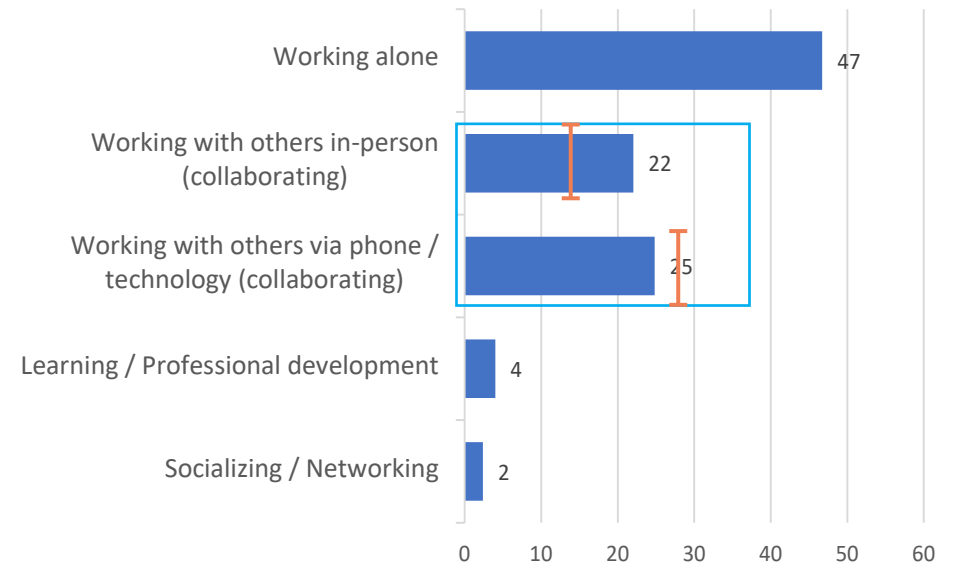 Working alone
47
Working with others in-person
(collaborating)
22
Working with others via phone /
technology (collaborating)
25
Learning / Professional development
4
Socializing / Networking
2
0 10 20 30 40 50 60